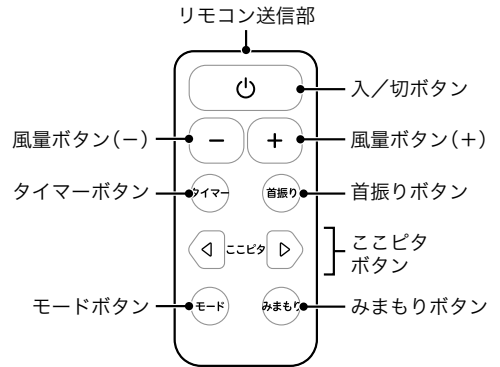 リモコン送信部
入／切ボタン
風量ボタン(－)
風量ボタン(＋)
タイマーボタン
タイマー
首振り
首振りボタン
ここピタ
ここピタ
ボタン
モードボタン
モード
みまもり
みまもりボタン